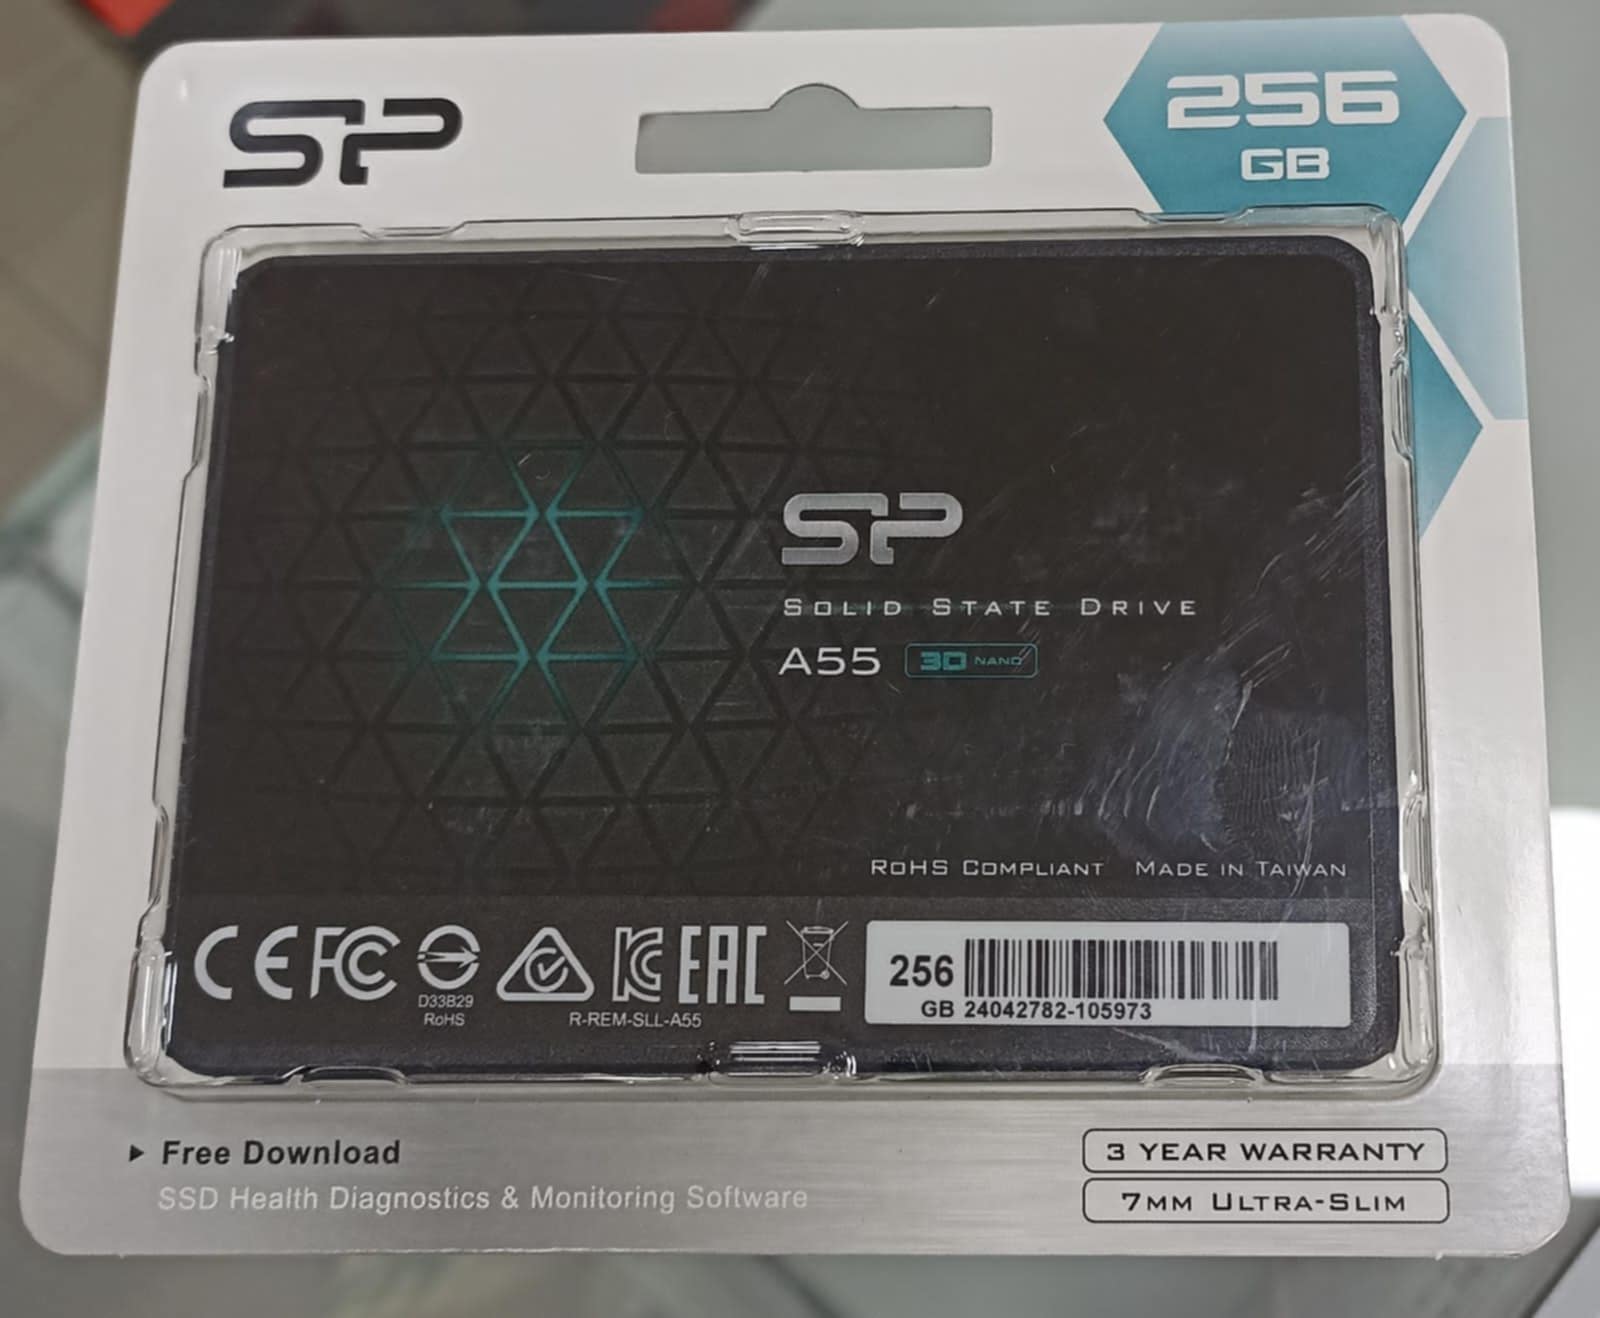 SP
256
GB
SP
SOLID STATE DRIVE
A55 3D NAND
ROHS COMPLIANT MADE IN TAIWAN
CE FC KC EAC
D33B29
RoHS
R-REM-SLL-A55
256
GB 24042782-105973
Free Download
SSD Health Diagnostics & Monitoring Software
3 YEAR WARRANTY
7MM ULTRA-SLIM